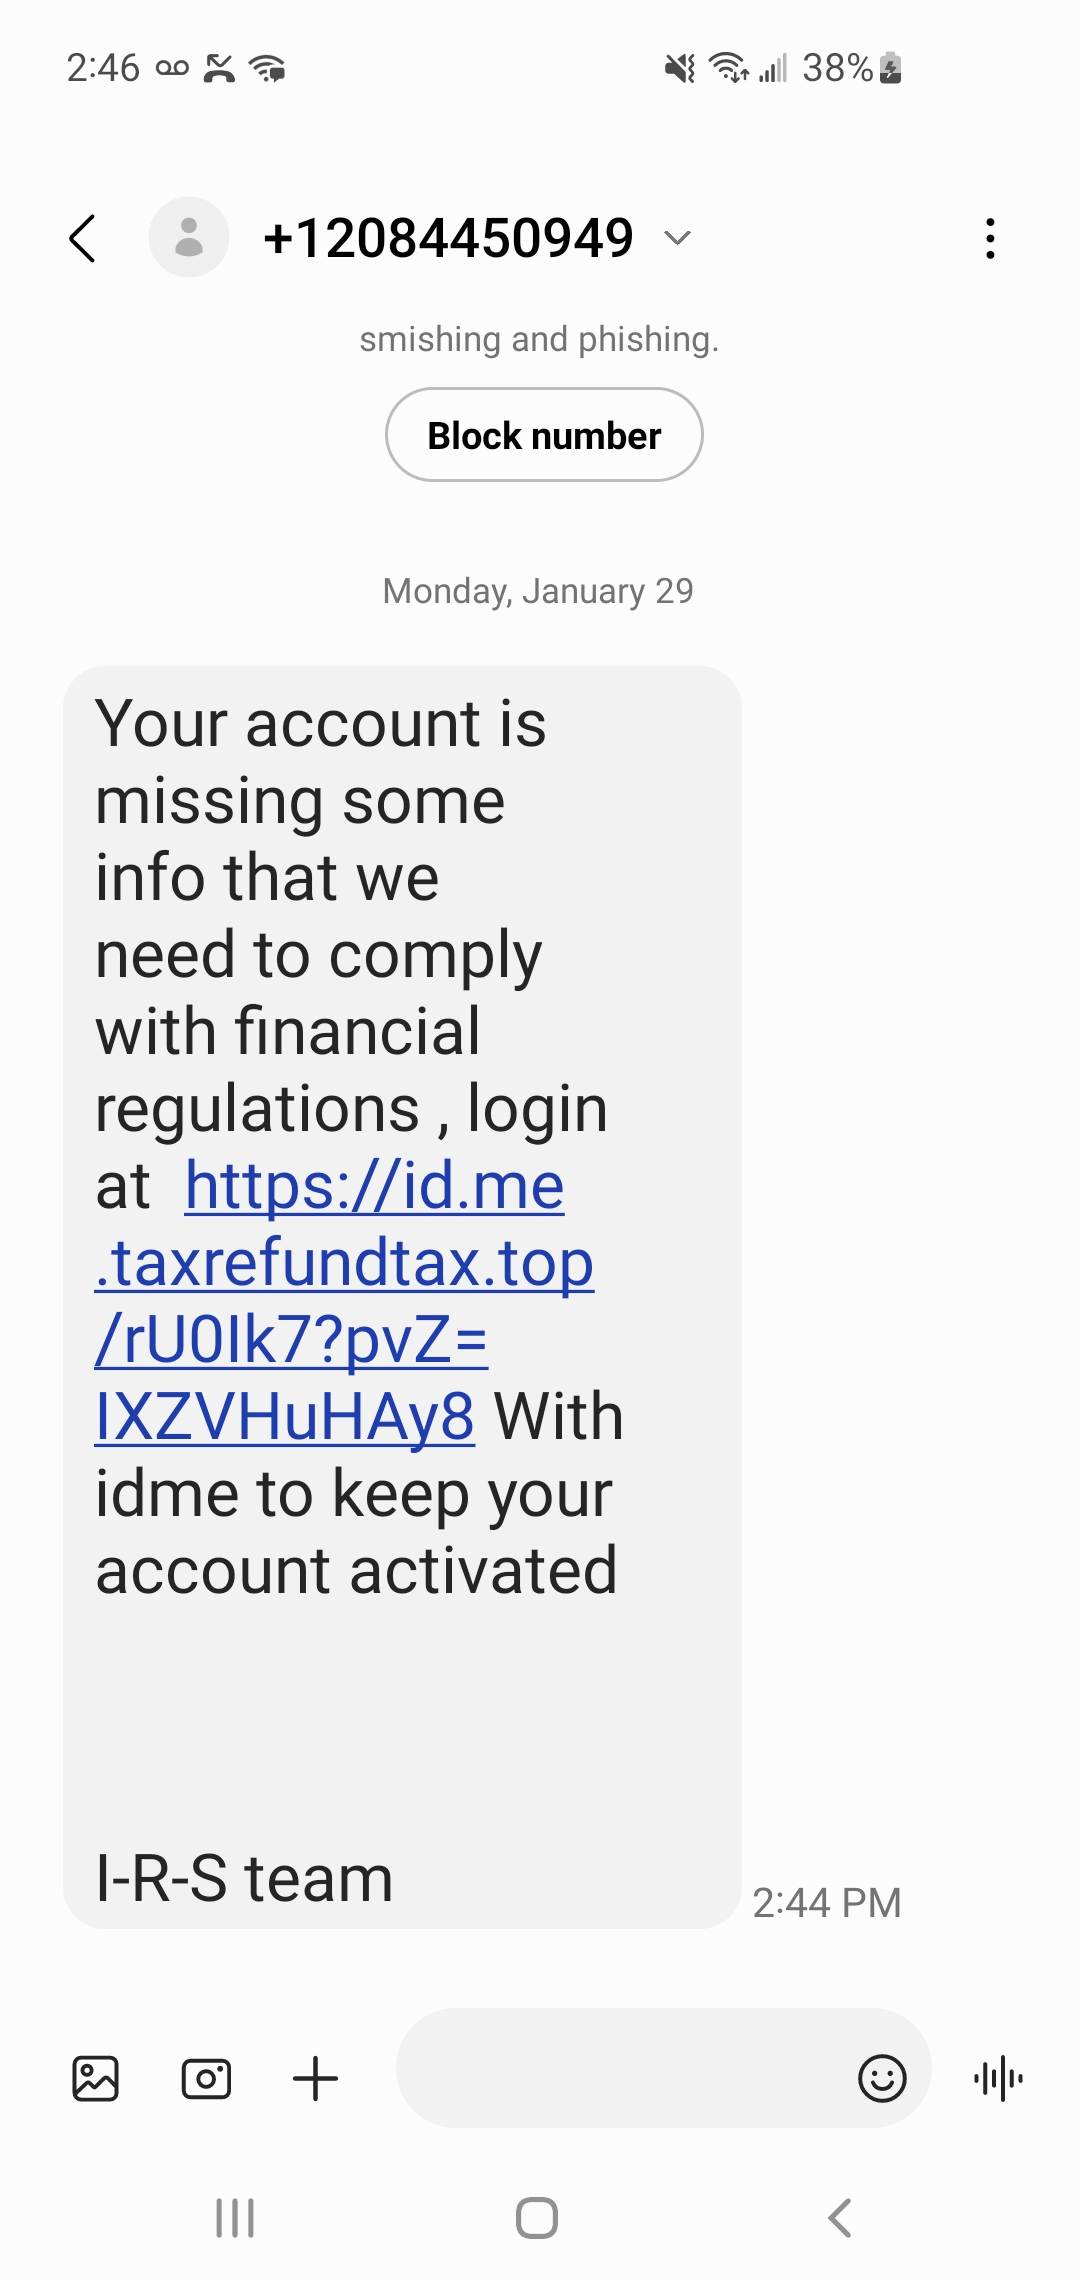 2:46 38%
+12084450949
smishing and phishing.
Block number
Monday, January 29
Your account is
missing some
info that we
need to comply
with financial
regulations , login
at  https://id.me
.taxrefundtax.top
/rU0Ik7?pvZ=
IXZVHuHAy8 With
idme to keep your
account activated
I-R-S team
2:44 PM